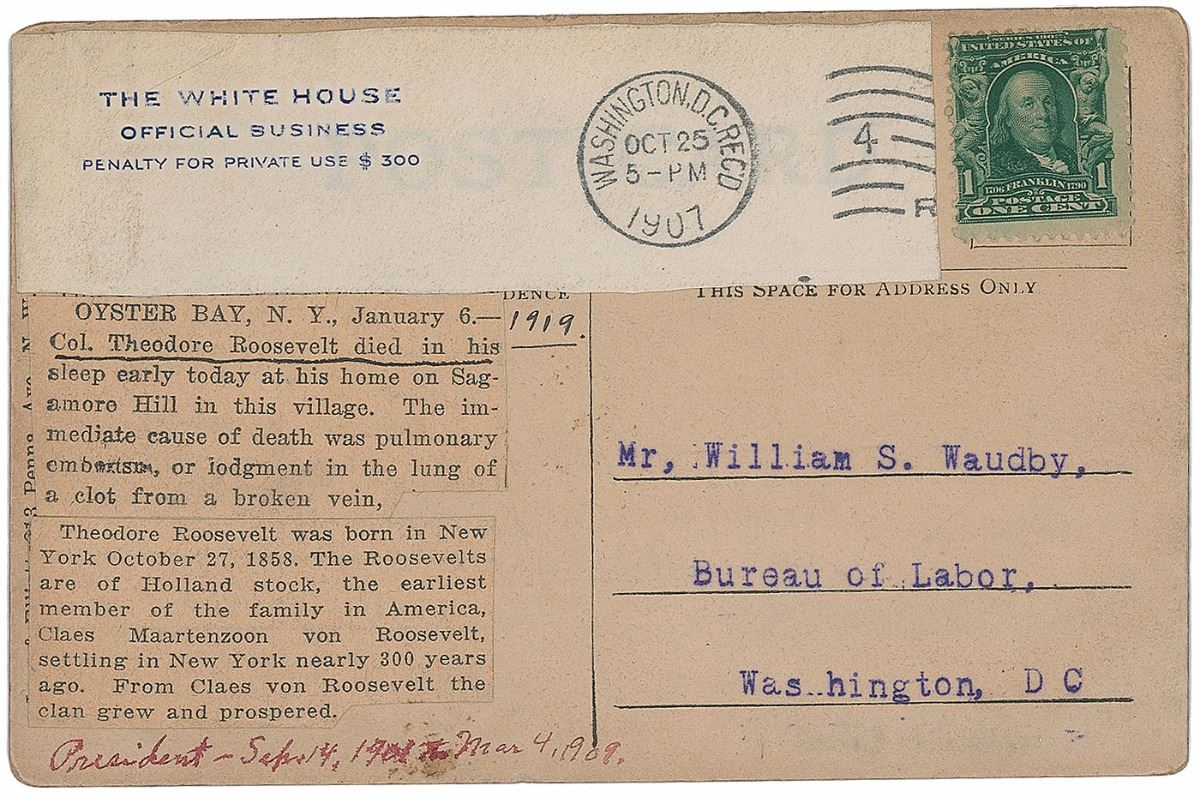 THE WHITE HOUSE
OFFICIAL BUSINESS
PENALTY FOR PRIVATE USE $ 300
POST CARD
WASHINGTON, D.C. REC'D
OCT 25
5-PM
1907
4
R
SERIES 1902
UNITED STATES OF
AMERICA
1 1706 FRANKLIN 1790 1
POSTAGE
ONE CENT
DENCE
THIS SPACE FOR ADDRESS ONLY
OYSTER BAY, N. Y., January 6.—
1919.
Col. Theodore Roosevelt died in his
sleep early today at his home on Sag-
amore Hill in this village. The im-
mediate cause of death was pulmonary
or lodgment in the lung of
a clot from a broken vein,
Theodore Roosevelt was born in New
York October 27, 1858. The Roosevelts
are of Holland stock, the earliest
member of the family in America,
Claes Maartenzoon von Roosevelt,
settling in New York nearly 300 years
ago. From Claes von Roosevelt the
clan grew and prospered.
Mr, William S. Waudby,
Bureau of Labor,
Was hington, D C
President - Sep. 14, 1901 to Mar 4, 1909.